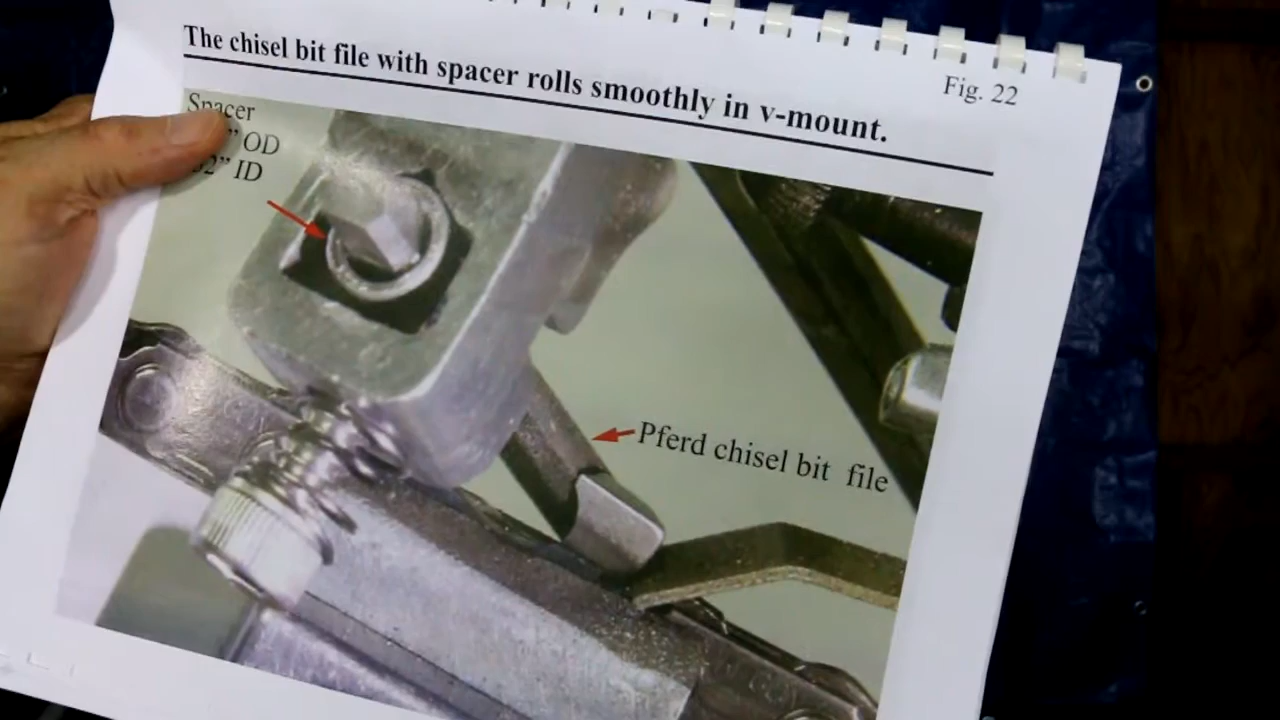 The chisel bit file with spacer rolls smoothly in v-mount.
Fig. 22
Spacer
OD
ID
Pferd chisel bit file